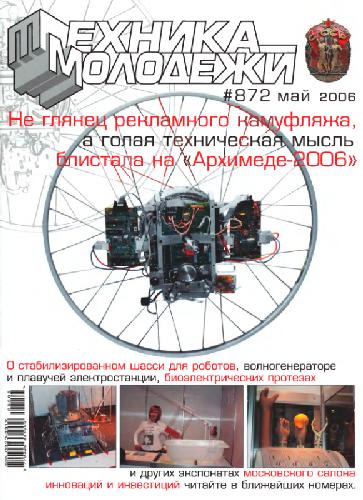 ТЕХНИКА
МОЛОДЕЖИ
#872 май 2006
Не глянец рекламного камуфляжа,
а голая техническая мысль
блистала на «Архимеде-2006»
О стабилизированном шасси для роботов, волногенераторе
и плавучей электростанции, биоэлектрических протезах
и других экспонатах московского салона
инноваций и инвестиций читайте в ближайших номерах.